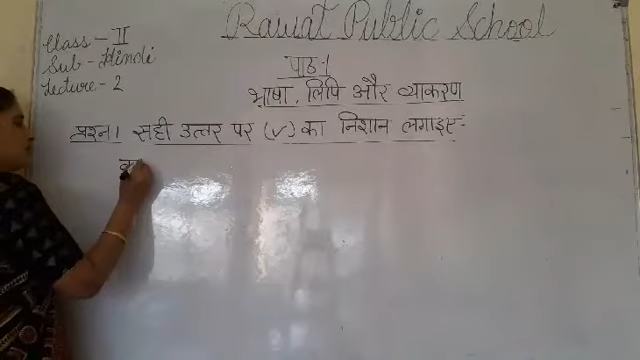 Rawat Public School
Class - II
Sub - Hindi
Lecture - 2
पाठ-1
भाषा, लिपि और व्याकरण
प्रश्न1 सही उत्तर पर (✓) का निशान लगाइए-
क